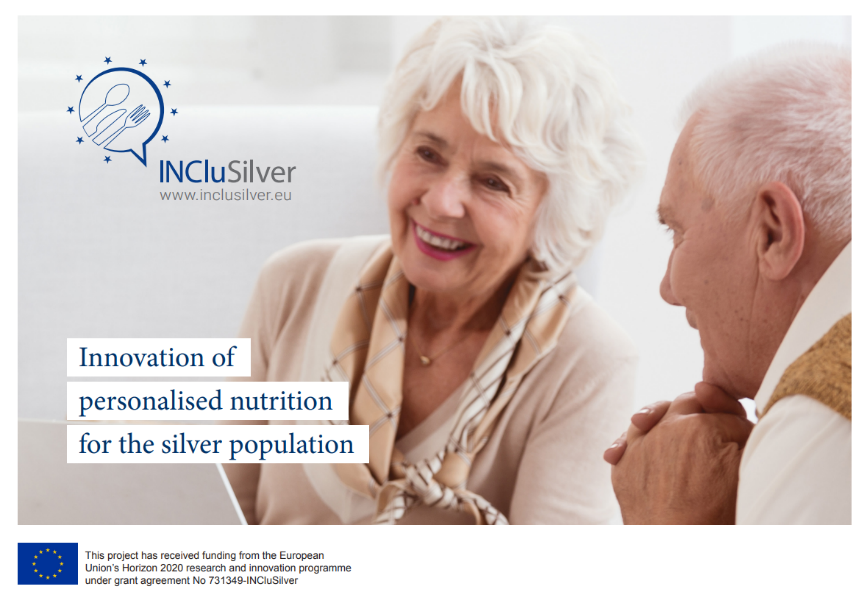 INCluSilver
www.inclusilver.eu
Innovation of
personalised nutrition
for the silver population
This project has received funding from the European
Union's Horizon 2020 research and innovation programme
under grant agreement No 731349-INCluSilver